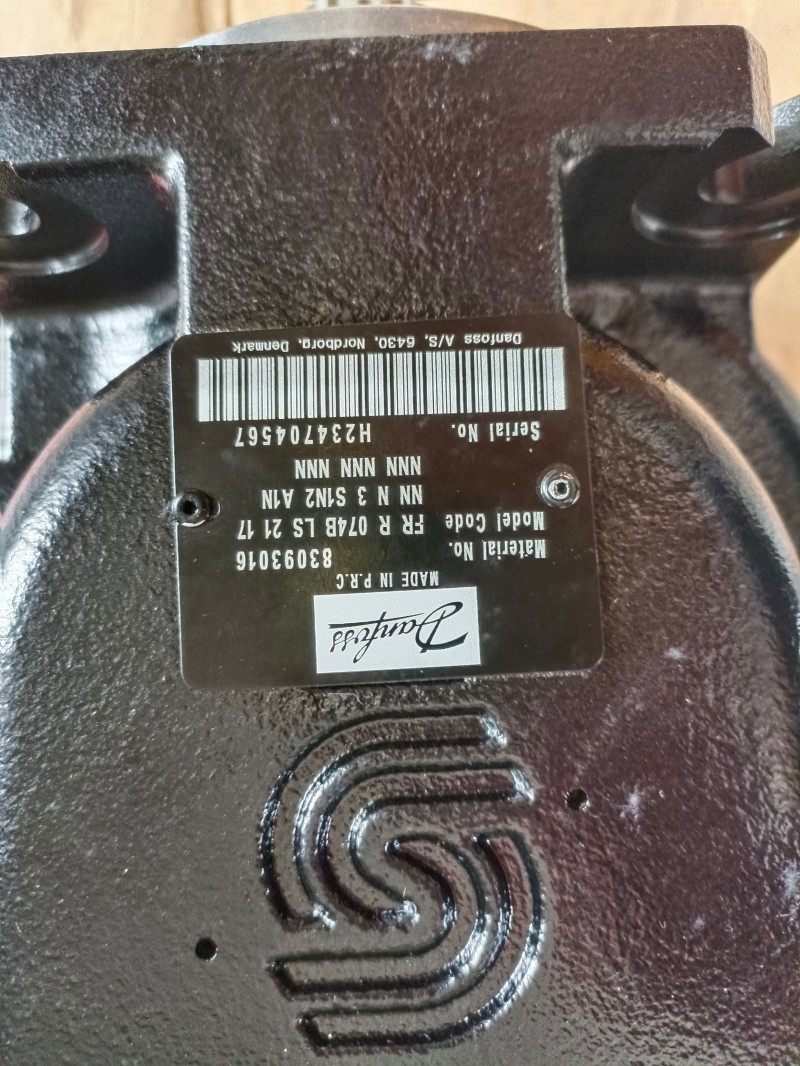 Danfoss
MADE IN P.R.C
Material No. 83093016
Model Code FR R 074B LS 21 17
NN N 3 S1N2 A1N
NNN NNN NNN
Serial No. H234704567
Danfoss A/S, 6430, Nordborg, Denmark